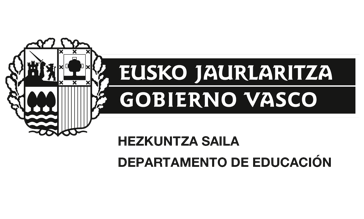 EUSKO JAURLARITZA
GOBIERNO VASCO
HEZKUNTZA SAILA
DEPARTAMENTO DE EDUCACIÓN